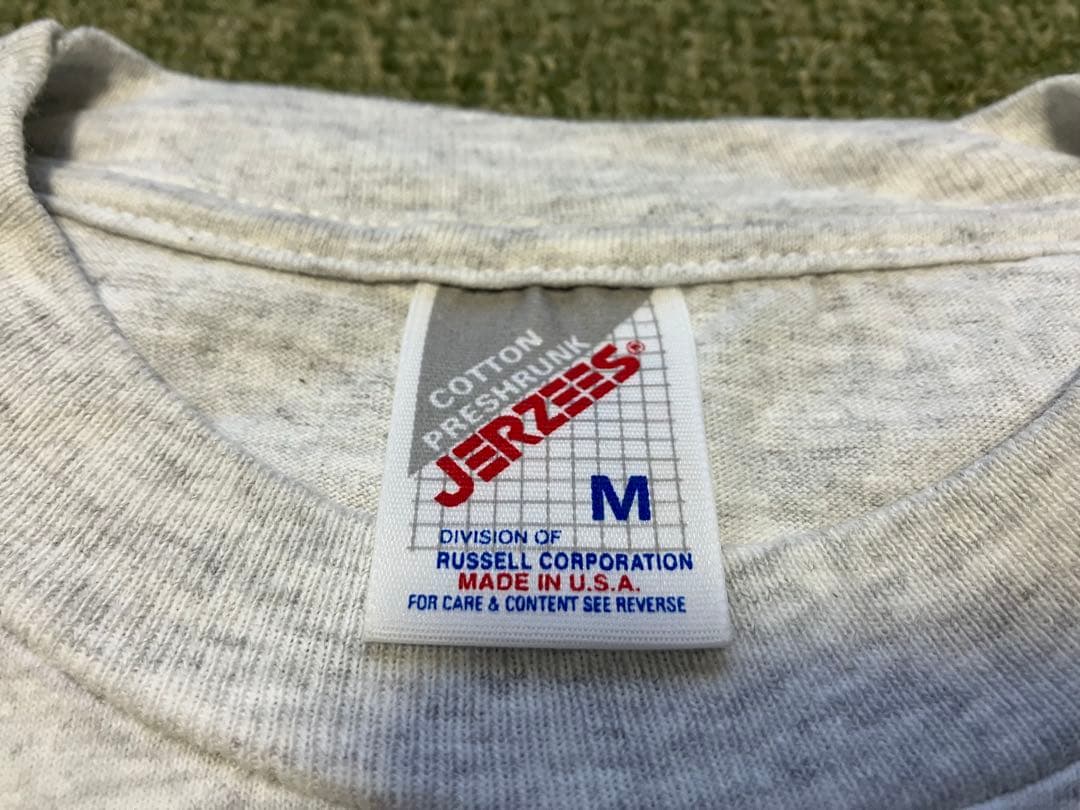 COTTON
PRESHRUNK
JERZEES®
M
DIVISION OF
RUSSELL CORPORATION
MADE IN U.S.A.
FOR CARE & CONTENT SEE REVERSE